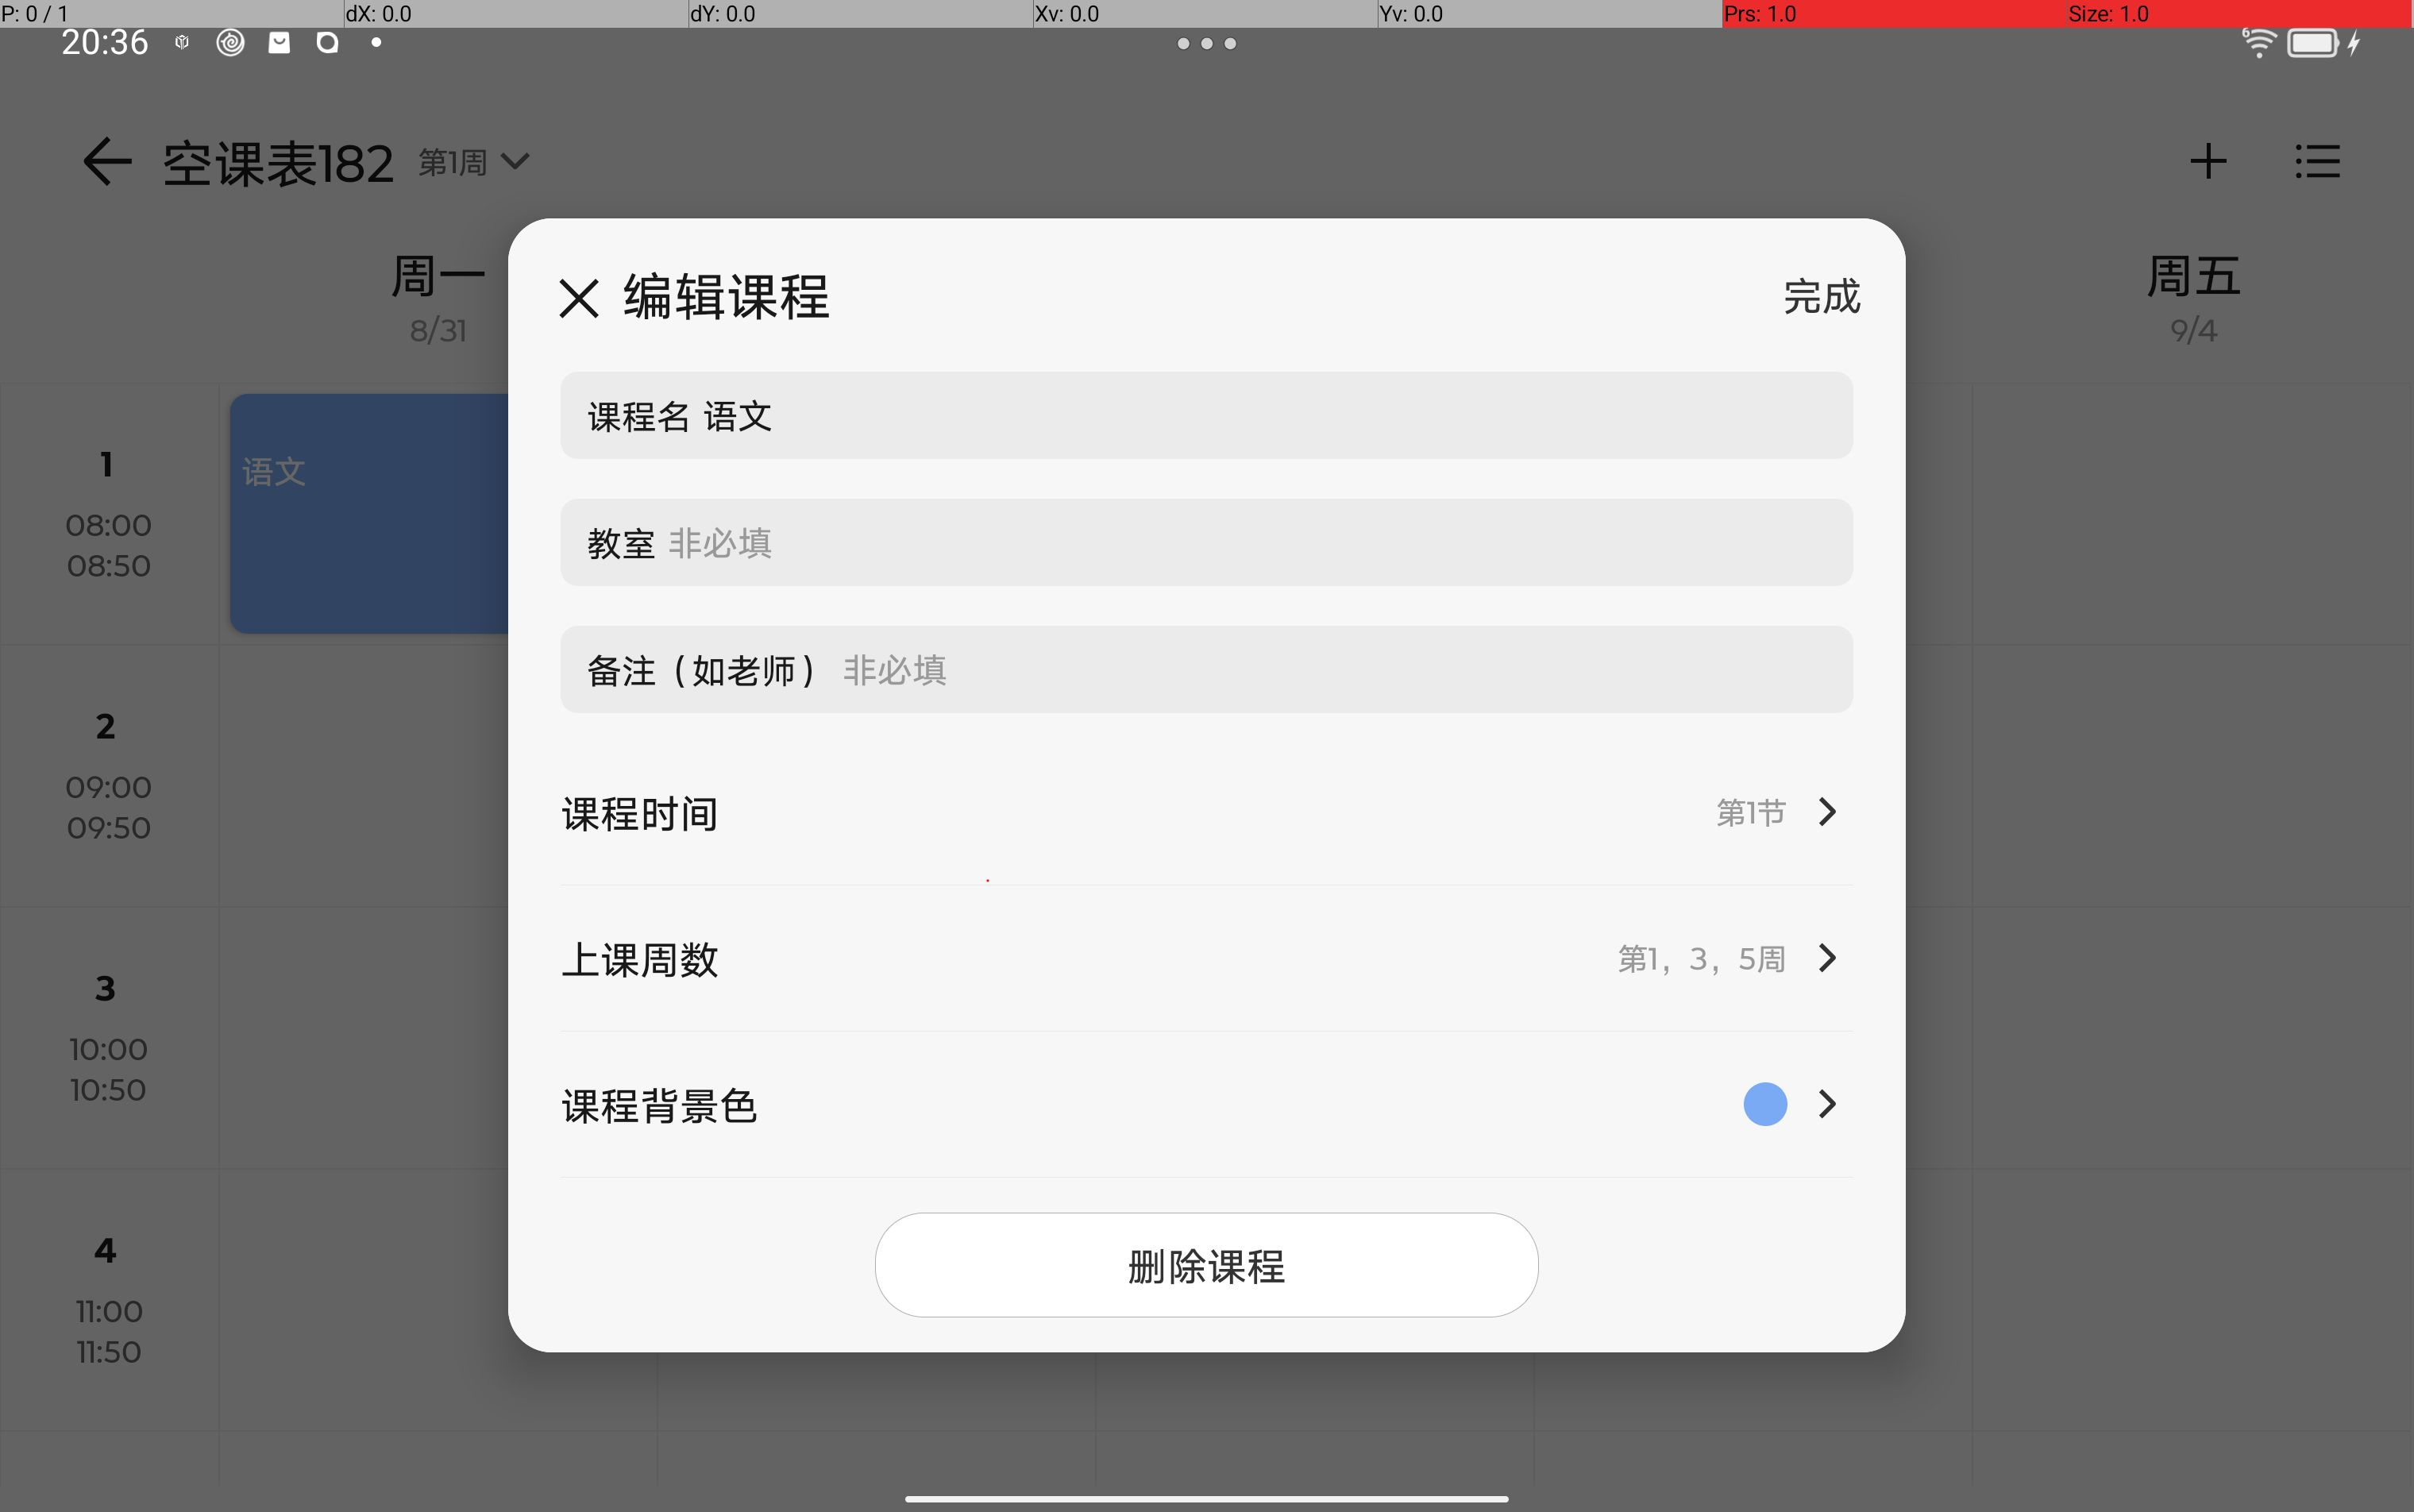 P: 0 / 1 dX: 0.0 dY: 0.0 Xv: 0.0 Yv: 0.0 Prs: 1.0 Size: 1.0
20:36 6
空课表182 第1周
周一 周五
8/31 9/4
编辑课程 完成
课程名 语文
教室 非必填
备注（如老师） 非必填
课程时间 第1节
上课周数 第1，3，5周
课程背景色
删除课程
1
08:00
08:50
语文
2
09:00
09:50
3
10:00
10:50
4
11:00
11:50